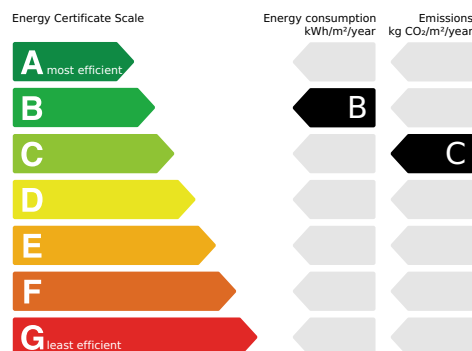 Energy Certificate Scale
Energy consumption
kWh/m²/year
Emissions
kg CO₂/m²/year
A most efficient
B
B
C
C
D
E
F
G least efficient